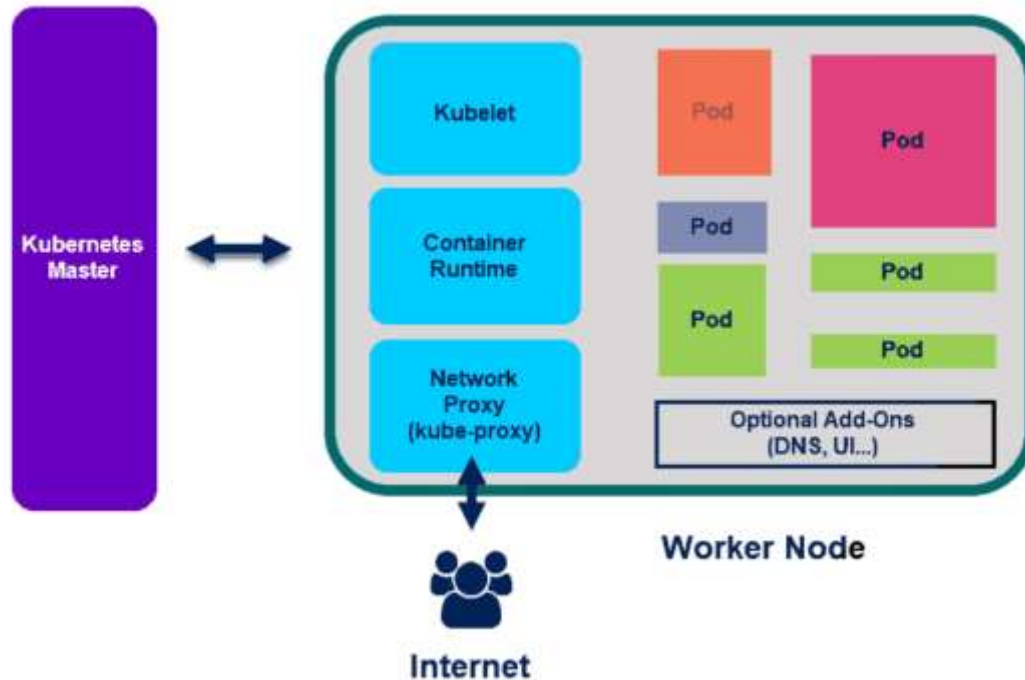 Kubernetes
Master
Kubelet
Container
Runtime
Network
Proxy
(kube-proxy)
Pod
Pod
Pod
Pod
Pod
Pod
Optional Add-Ons
(DNS, UI...)
Worker Node
Internet